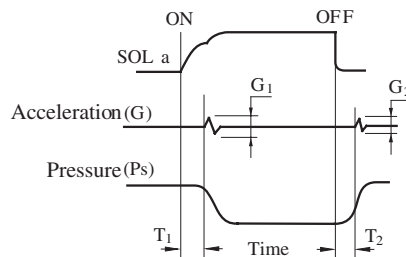 ON OFF
SOL a
G₁
G₂
Acceleration(G)
Pressure(Ps)
T₁ Time T₂